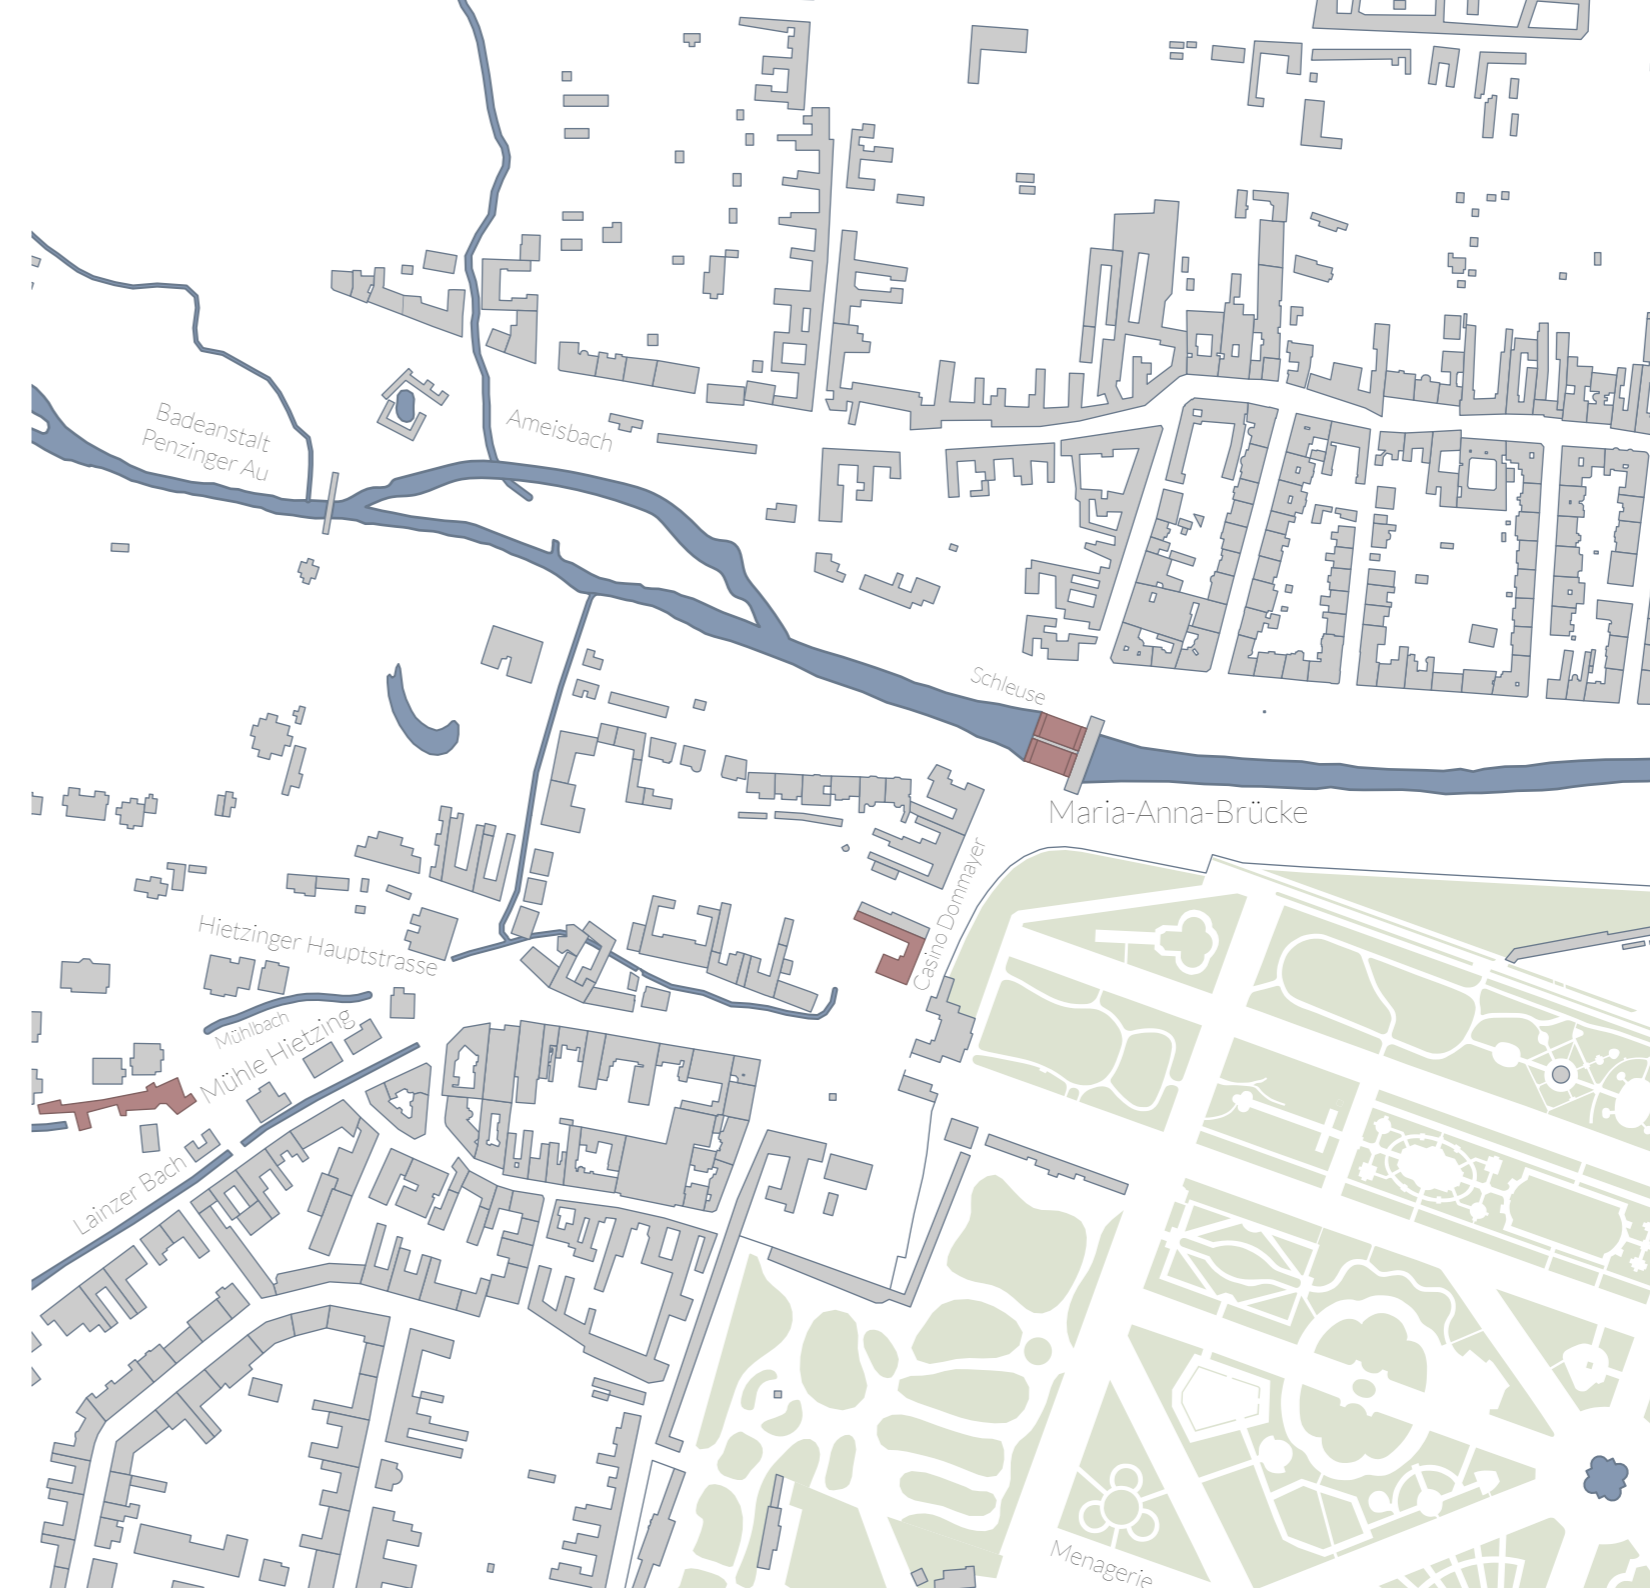 Badeanstalt
Penzinger Au
Ameisbach
Schleuse
Maria-Anna-Brücke
Casino Dommayer
Hietzinger Hauptstrasse
Mühlbach
Mühle Hietzing
Lainzer Bach
Menagerie